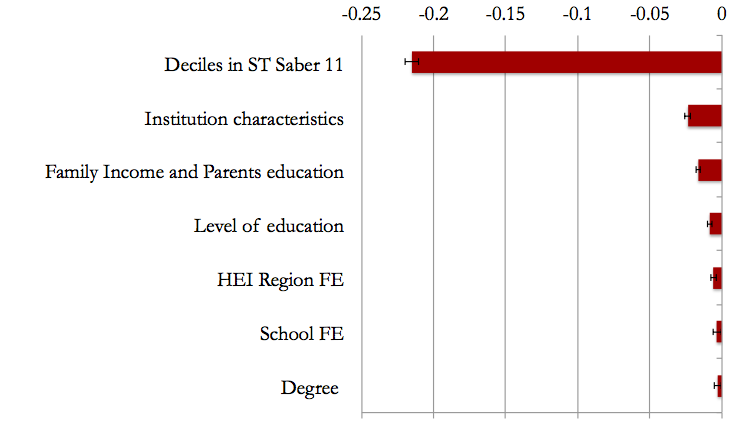 -0.25 -0.2 -0.15 -0.1 -0.05 0
Deciles in ST Saber 11
Institution characteristics
Family Income and Parents education
Level of education
HEI Region FE
School FE
Degree